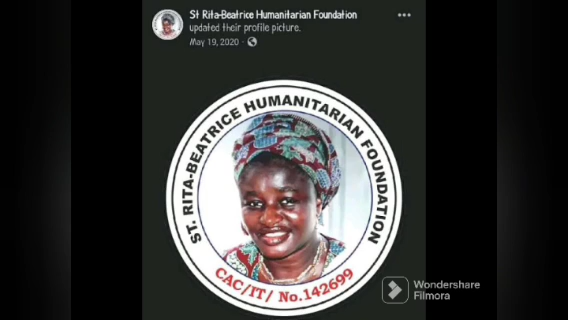 St Rita-Beatrice Humanitarian Foundation
updated their profile picture.
May 19, 2020
ST. RITA-BEATRICE HUMANITARIAN FOUNDATION
CAC/IT/ No.142699
Wondershare
Filmora